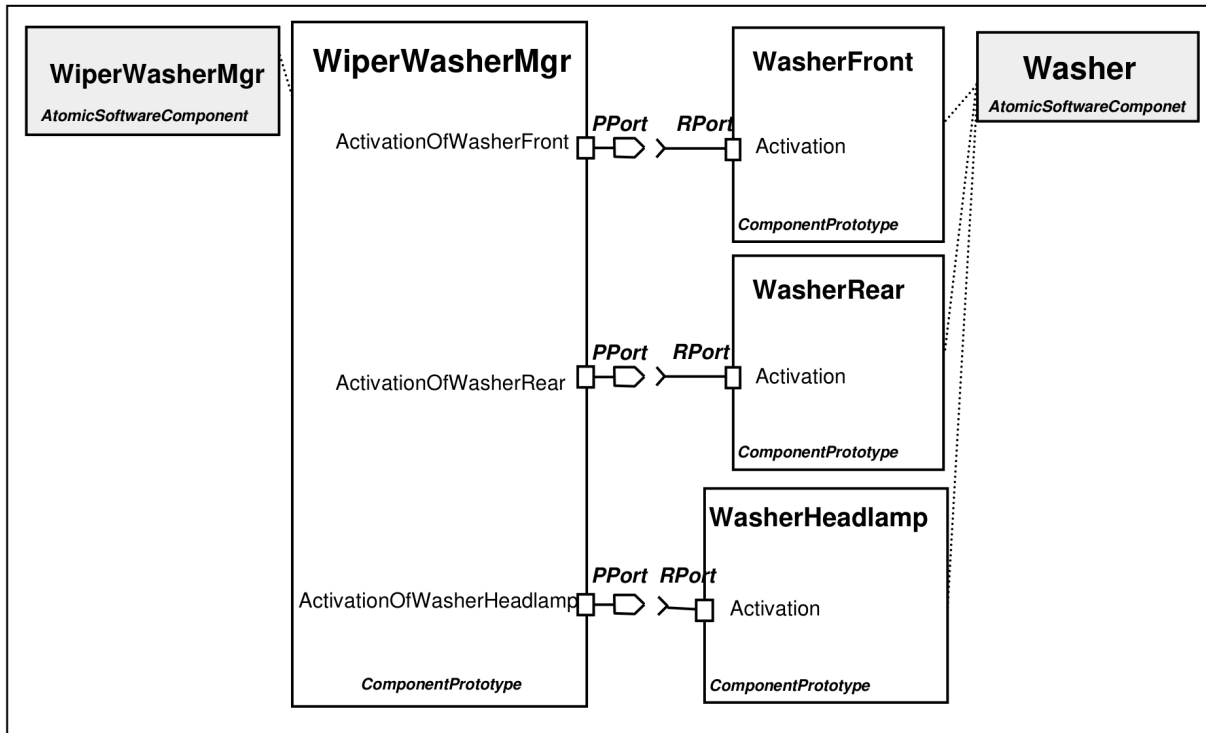 WiperWasherMgr
AtomicSoftwareComponent
WiperWasherMgr
ActivationOfWasherFront
ActivationOfWasherRear
ActivationOfWasherHeadlamp
ComponentPrototype
PPort RPort
PPort RPort
PPort RPort
WasherFront
Activation
ComponentPrototype
WasherRear
Activation
ComponentPrototype
WasherHeadlamp
Activation
ComponentPrototype
Washer
AtomicSoftwareComponet